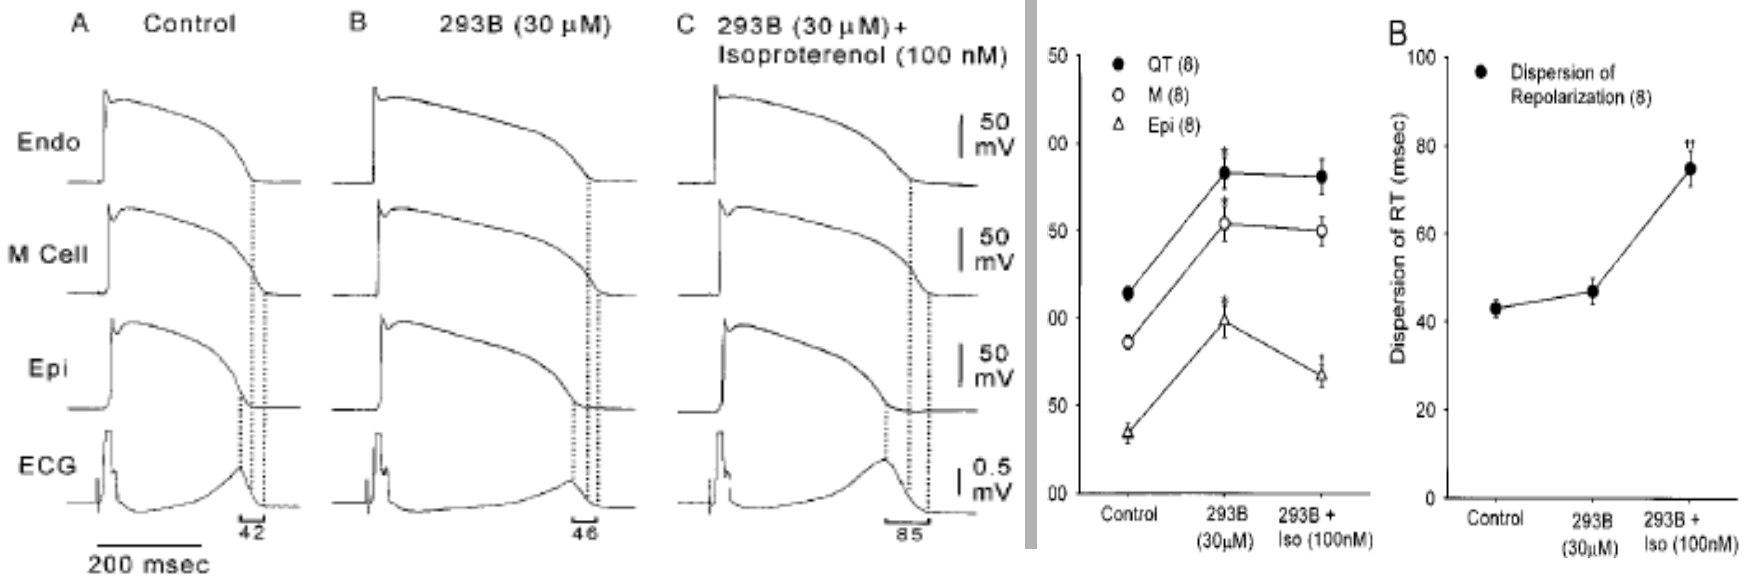 A Control
B 293B (30 µM)
C 293B (30 µM)+
Isoproterenol (100 nM)
Endo
50
mV
M Cell
50
mV
Epi
50
mV
ECG
0.5
mV
42
46
85
200 msec
50
00
50
00
50
00
QT (8)
M (8)
Epi (8)
*
*
*
Control
293B
(30µM)
293B +
Iso (100nM)
B
Dispersion of RT (msec)
100
80
60
40
20
0
Dispersion of
Repolarization (8)
Control
293B
(30µM)
293B +
Iso (100nM)